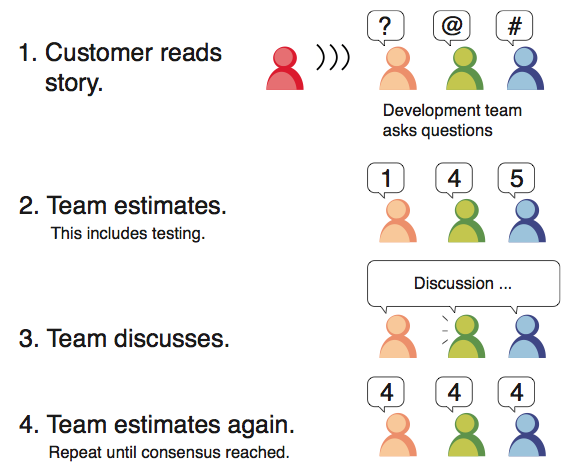 ? @ #
1. Customer reads
story.
)))
Development team
asks questions
1 4 5
2. Team estimates.
This includes testing.
Discussion ...
3. Team discusses.
4 4 4
4. Team estimates again.
Repeat until consensus reached.